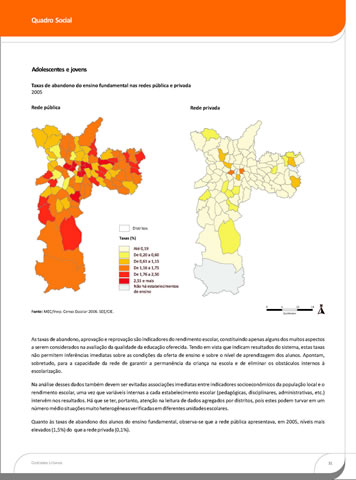 Quadro Social
Adolescentes e jovens
Taxas de abandono do ensino fundamental nas redes pública e privada
2005
Rede pública
Rede privada
Distritos
Taxas (%)
Até 0,19
De 0,20 a 0,60
De 0,61 a 1,15
De 1,16 a 1,75
De 1,76 a 2,50
2,51 e mais
Não há estabelecimentos
de ensino
Fonte: MEC/Inep. Censo Escolar 2006.
As taxas de abandono, aprovação e reprovação são indicadores do rendimento escolar, constituindo apenas alguns dos muitos aspectos
a serem considerados na avaliação da qualidade da educação oferecida. Tendo em vista que indicam resultados do sistema, estas taxas
não permitem inferências imediatas sobre as condições da oferta de ensino e sobre o nível de aprendizagem dos alunos. Apontam,
sobretudo, para a capacidade da rede de garantir a permanência da criança na escola e de eliminar os obstáculos internos à
escolarização.
Na análise desses dados também devem ser evitadas associações imediatas entre indicadores socioeconômicos da população local e o
rendimento escolar, uma vez que variáveis internas a cada estabelecimento escolar (pedagógicas, disciplinares, administrativas, etc.)
intervêm nos resultados. Há que se ter, portanto, atenção na leitura de dados agregados por distritos, pois estes podem turvar em um
número médio situações muito heterogêneas verificadas em diferentes unidades escolares.
Quanto às taxas de abandono dos alunos do ensino fundamental, observa-se que a rede pública apresentava, em 2005, níveis mais
elevados (1,5%) do que a rede privada (0,1%).